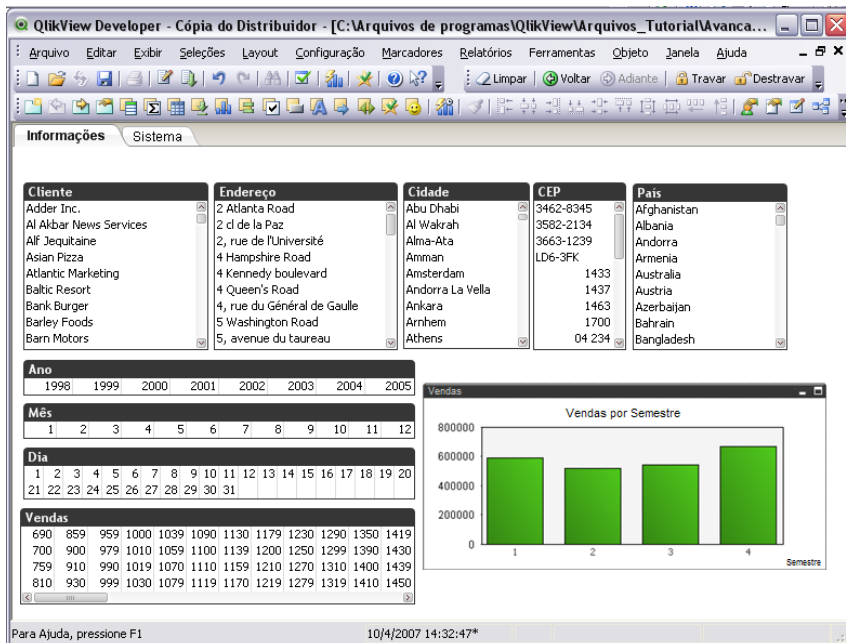 QlikView Developer - Cópia do Distribuidor - [C:\Arquivos de programas\QlikView\Arquivos_Tutorial\Avanca...
Arquivo Editar Exibir Seleções Layout Configuração Marcadores Relatórios Ferramentas Objeto Janela Ajuda
Limpar Voltar Adiante Travar Destravar
Informações Sistema
Cliente
Adder Inc.
Al Akbar News Services
Alf Jequitaine
Asian Pizza
Atlantic Marketing
Baltic Resort
Bank Burger
Barley Foods
Barn Motors
Endereço
2 Atlanta Road
2 cl de la Paz
2, rue de l'Université
4 Hampshire Road
4 Kennedy boulevard
4 Queen's Road
4, rue du Général de Gaulle
5 Washington Road
5, avenue du taureau
Cidade
Abu Dhabi
Al Wakrah
Alma-Ata
Amman
Amsterdam
Andorra La Vella
Ankara
Arnhem
Athens
CEP
3462-8345
3582-2134
3663-1239
LD6-3FK
1433
1437
1463
1700
04 234
País
Afghanistan
Albania
Andorra
Armenia
Australia
Austria
Azerbaijan
Bahrain
Bangladesh
Ano
1998 1999 2000 2001 2002 2003 2004 2005
Mês
1 2 3 4 5 6 7 8 9 10 11 12
Dia
1 2 3 4 5 6 7 8 9 10 11 12 13 14 15 16 17 18 19 20
21 22 23 24 25 26 27 28 29 30 31
Vendas
690 859 959 1000 1039 1090 1130 1179 1230 1290 1350 1419
700 900 979 1010 1059 1100 1139 1200 1250 1299 1390 1430
759 910 990 1019 1070 1110 1159 1210 1270 1310 1400 1439
810 930 999 1030 1079 1119 1170 1219 1279 1319 1410 1450
Vendas
Vendas por Semestre
800000
600000
400000
200000
0
1 2 3 4
Semestre
Para Ajuda, pressione F1 10/4/2007 14:32:47*